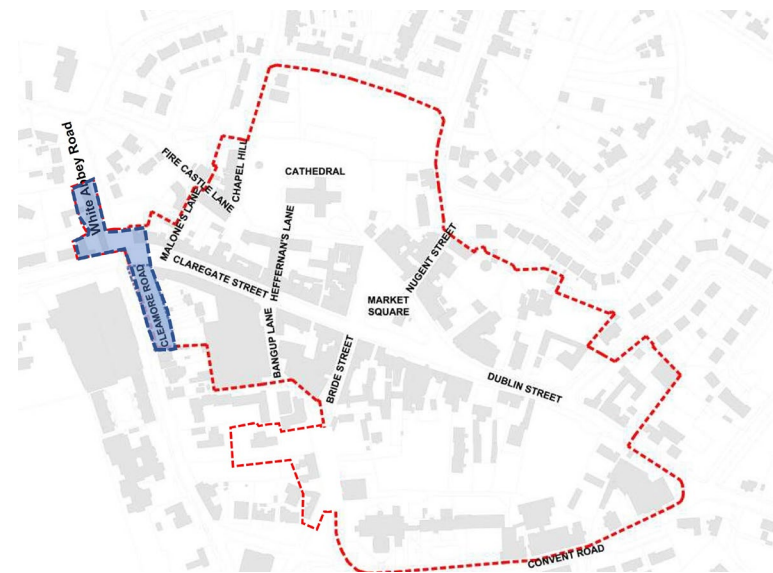 White Abbey Road
FIRE CASTLE LANE
CHAPEL HILL
CATHEDRAL
MALONE'S LANE
HEFFERNAN'S LANE
NUGENT STREET
CLAREGATE STREET
CLEAMORE ROAD
MARKET
SQUARE
BANGUP LANE
BRIDE STREET
DUBLIN STREET
CONVENT ROAD